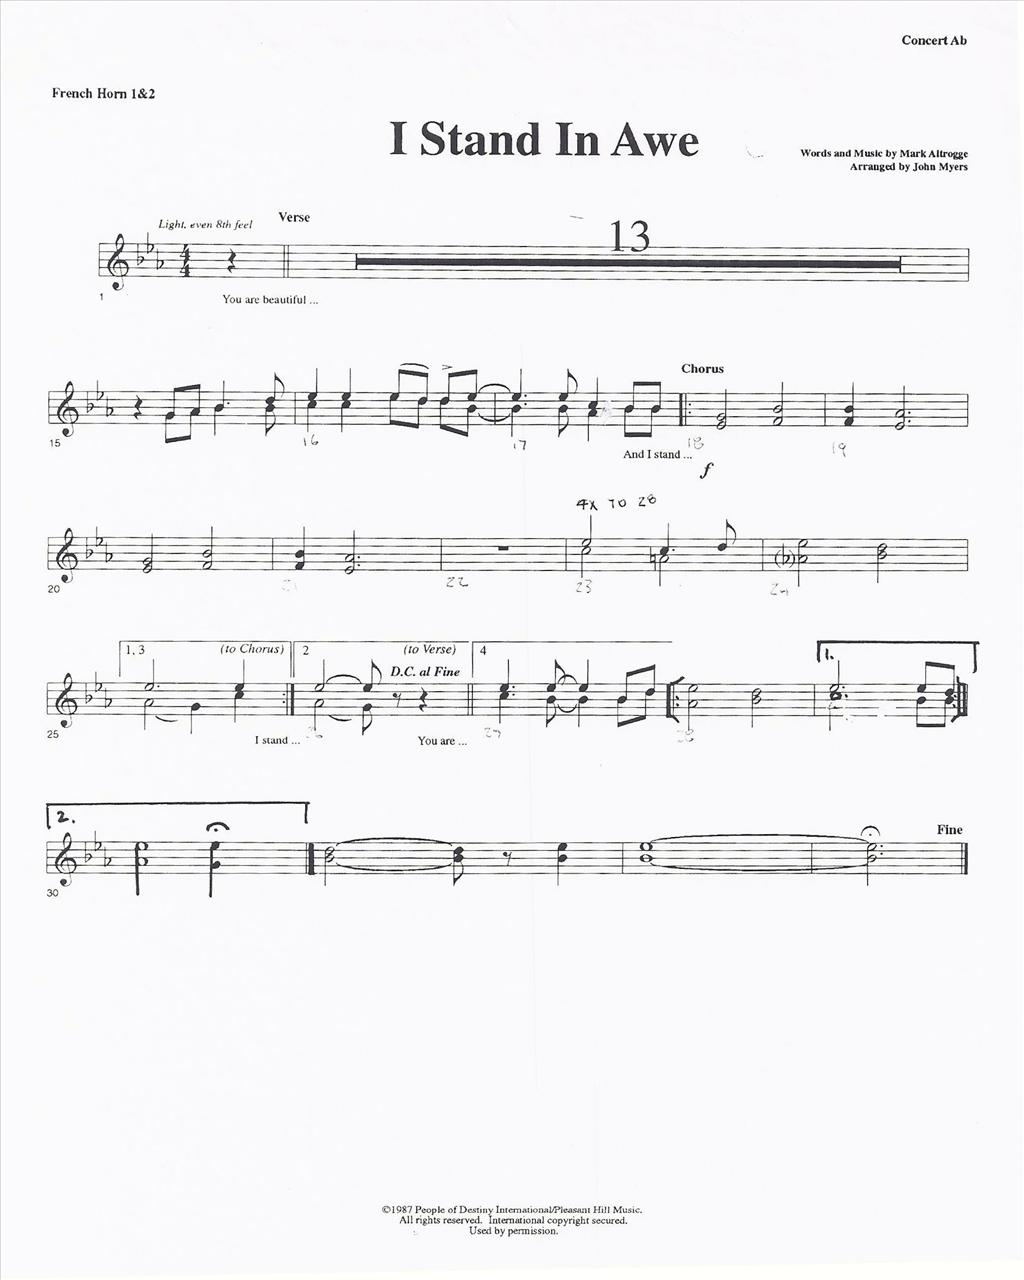 Concert Ab
French Horn 1&2
I Stand In Awe
Words and Music by Mark Altrogge
Arranged by John Myers
Light, even 8th feel
Verse
13
1
You are beautiful ...
Chorus
15
16
17
And I stand ...
18
19
f
4x TO 28
20
21
22
23
24
1, 3
(to Chorus)
2
(to Verse)
D.C. al Fine
4
1.
25
I stand ...
26
You are ...
27
28
2.
Fine
30
©1987 People of Destiny International/Pleasant Hill Music.
All rights reserved. International copyright secured.
Used by permission.